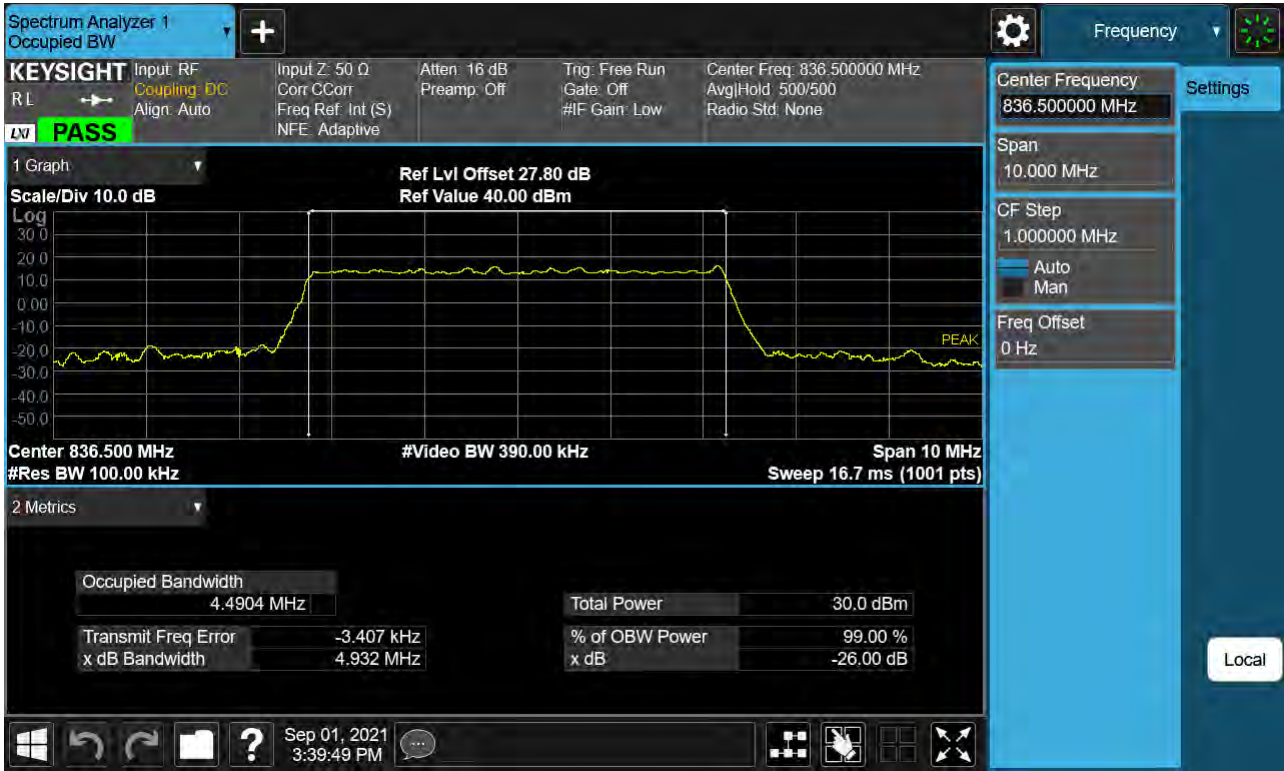 Spectrum Analyzer 1
Occupied BW
+
Frequency
KEYSIGHT
RL
LXI PASS
Input: RF
Coupling: DC
Align: Auto
Input Z: 50 Ω
Corr CCorr
Freq Ref: Int (S)
NFE: Adaptive
Atten: 16 dB
Preamp: Off
Trig: Free Run
Gate: Off
#IF Gain: Low
Center Freq: 836.500000 MHz
Avg|Hold: 500/500
Radio Std: None
1 Graph
Scale/Div 10.0 dB
Ref Lvl Offset 27.80 dB
Ref Value 40.00 dBm
Log
30.0
20.0
10.0
0.00
-10.0
-20.0
-30.0
-40.0
-50.0
PEAK
Center 836.500 MHz
#Video BW 390.00 kHz
Span 10 MHz
#Res BW 100.00 kHz
Sweep 16.7 ms (1001 pts)
2 Metrics
Occupied Bandwidth
4.4904 MHz
Total Power 30.0 dBm
Transmit Freq Error -3.407 kHz
% of OBW Power 99.00 %
x dB Bandwidth 4.932 MHz
x dB -26.00 dB
?
Sep 01, 2021
3:39:49 PM
Center Frequency
836.500000 MHz
Settings
Span
10.000 MHz
CF Step
1.000000 MHz
Auto
Man
Freq Offset
0 Hz
Local